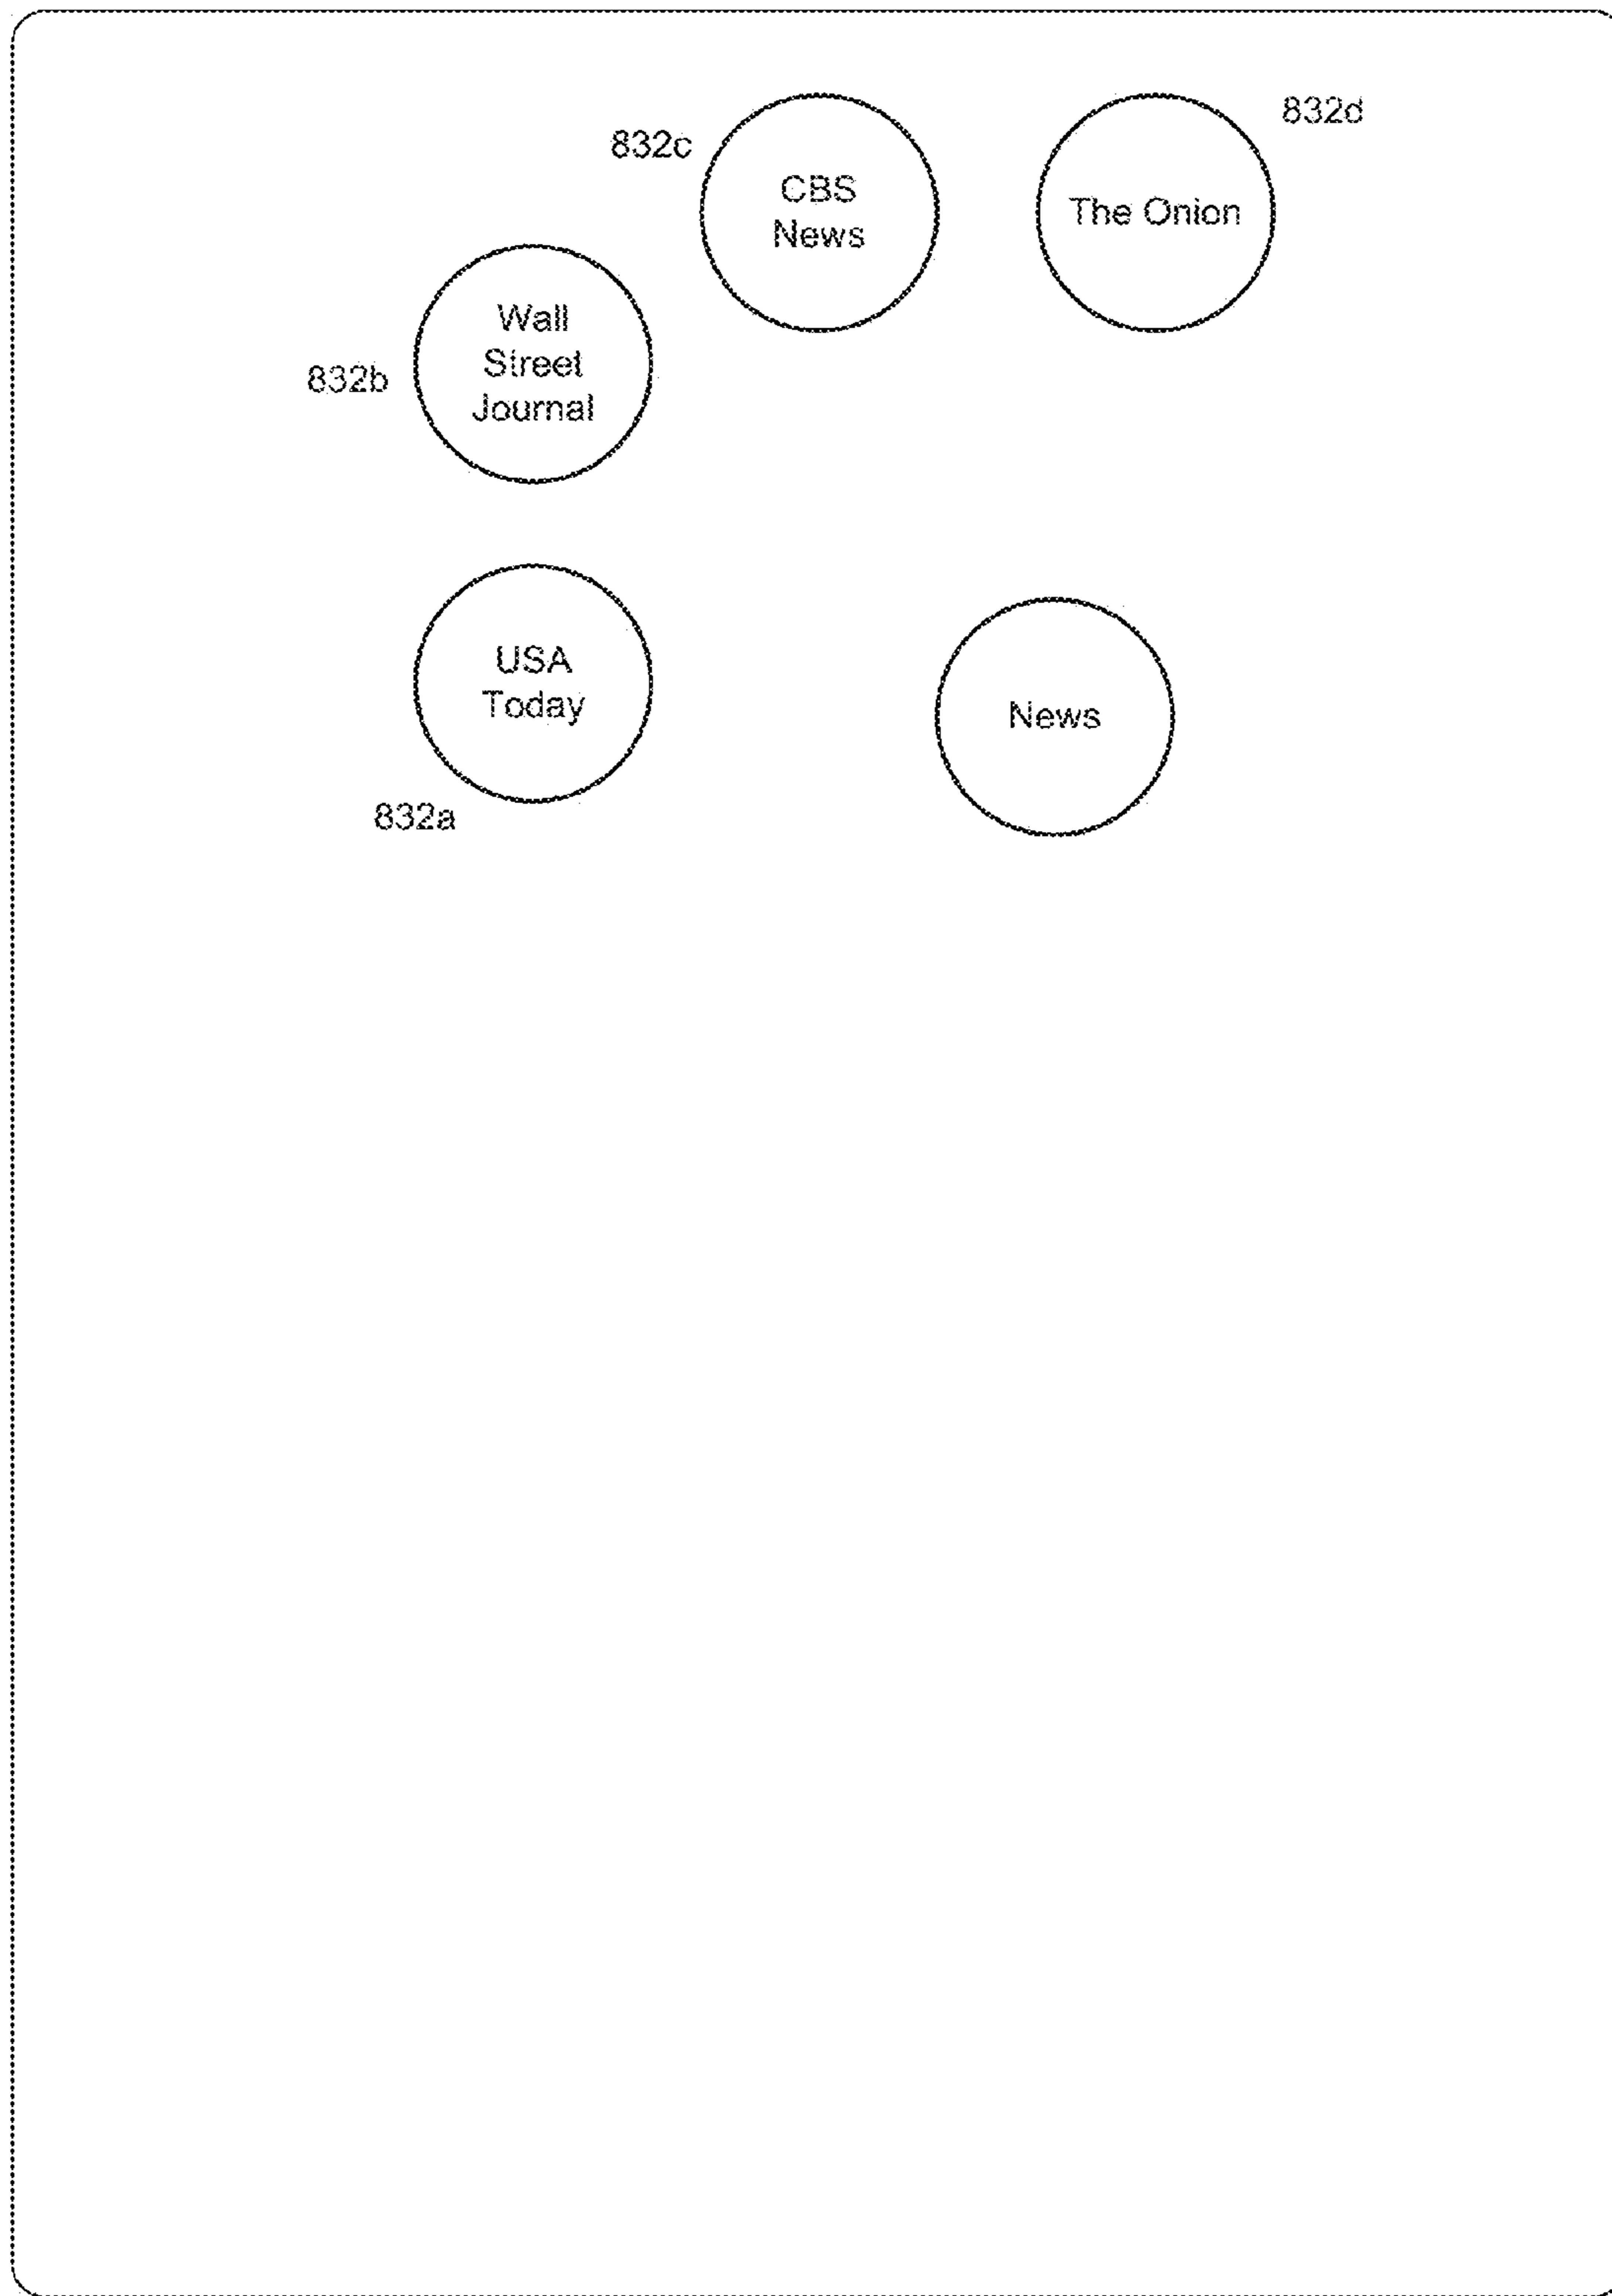 832c
CBS
News
The Onion
832d
832b
Wall
Street
Journal
USA
Today
832a
News